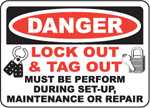 DANGER
LOCK OUT
& TAG OUT
MUST BE PERFORM
DURING SET-UP,
MAINTENANCE OR REPAIR